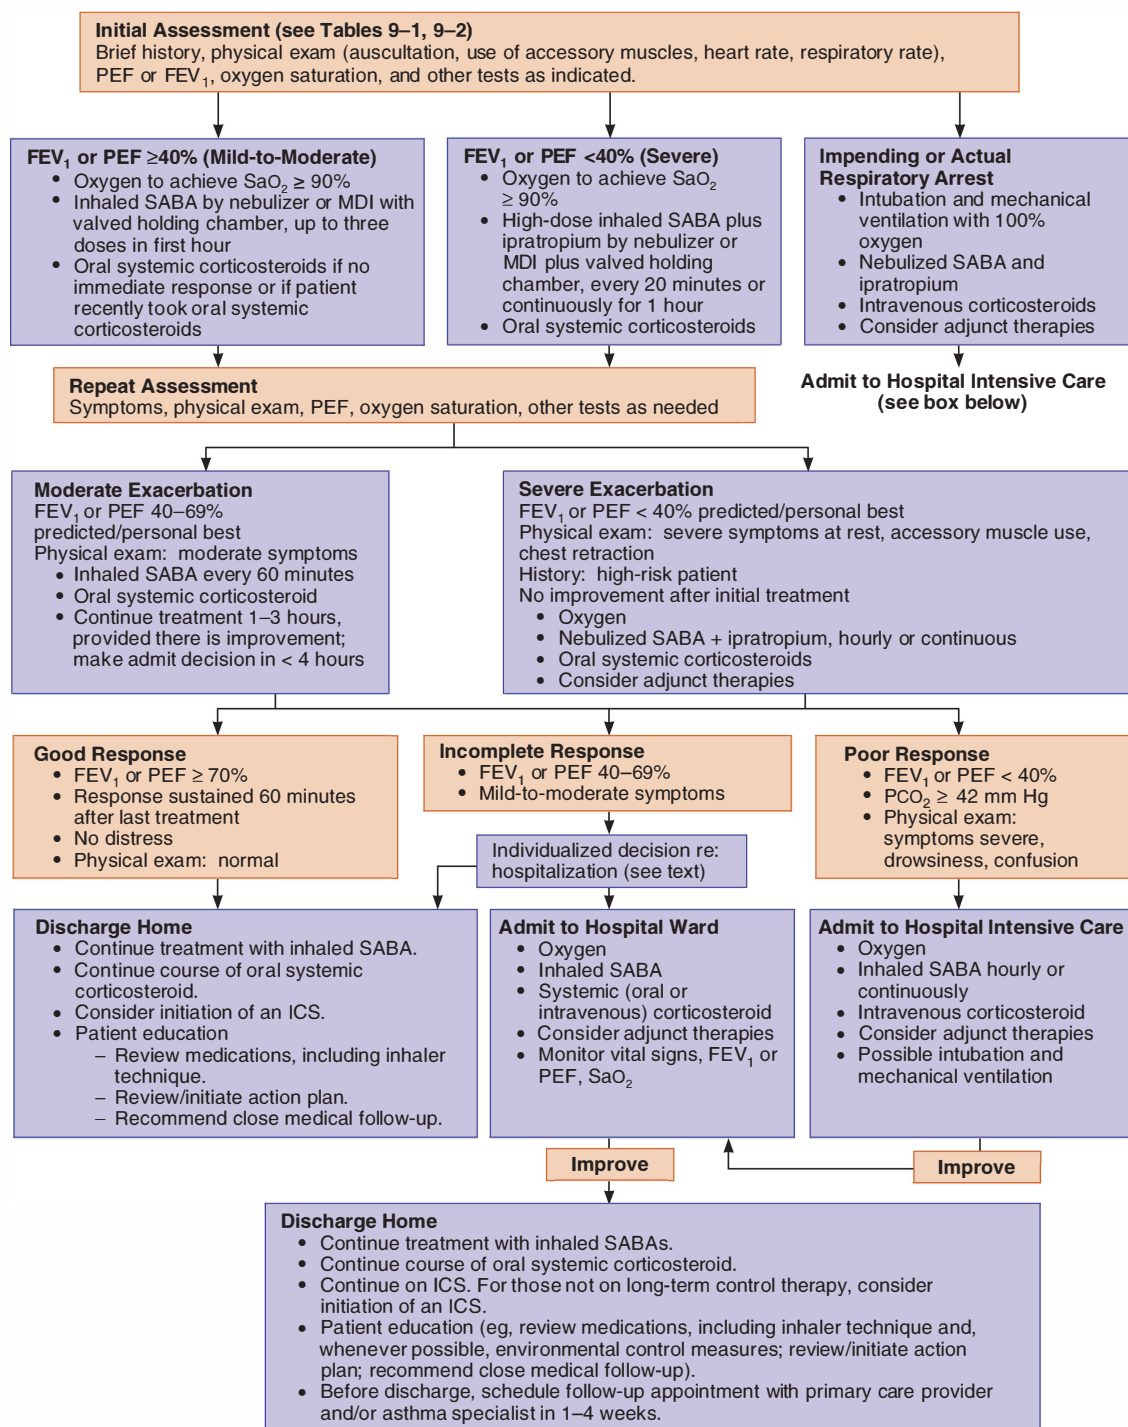 Initial Assessment (see Tables 9–1, 9–2)
Brief history, physical exam (auscultation, use of accessory muscles, heart rate, respiratory rate),
PEF or FEV₁, oxygen saturation, and other tests as indicated.
FEV₁ or PEF ≥40% (Mild-to-Moderate)
• Oxygen to achieve SaO₂ ≥ 90%
• Inhaled SABA by nebulizer or MDI with
valved holding chamber, up to three
doses in first hour
• Oral systemic corticosteroids if no
immediate response or if patient
recently took oral systemic
corticosteroids
FEV₁ or PEF <40% (Severe)
• Oxygen to achieve SaO₂
≥ 90%
• High-dose inhaled SABA plus
ipratropium by nebulizer or
MDI plus valved holding
chamber, every 20 minutes or
continuously for 1 hour
• Oral systemic corticosteroids
Impending or Actual
Respiratory Arrest
• Intubation and mechanical
ventilation with 100%
oxygen
• Nebulized SABA and
ipratropium
• Intravenous corticosteroids
• Consider adjunct therapies
Repeat Assessment
Symptoms, physical exam, PEF, oxygen saturation, other tests as needed
Admit to Hospital Intensive Care
(see box below)
Moderate Exacerbation
FEV₁ or PEF 40–69%
predicted/personal best
Physical exam: moderate symptoms
• Inhaled SABA every 60 minutes
• Oral systemic corticosteroid
• Continue treatment 1–3 hours,
provided there is improvement;
make admit decision in < 4 hours
Severe Exacerbation
FEV₁ or PEF < 40% predicted/personal best
Physical exam: severe symptoms at rest, accessory muscle use,
chest retraction
History: high-risk patient
No improvement after initial treatment
• Oxygen
• Nebulized SABA + ipratropium, hourly or continuous
• Oral systemic corticosteroids
• Consider adjunct therapies
Good Response
• FEV₁ or PEF ≥ 70%
• Response sustained 60 minutes
after last treatment
• No distress
• Physical exam: normal
Incomplete Response
• FEV₁ or PEF 40–69%
• Mild-to-moderate symptoms
Poor Response
• FEV₁ or PEF < 40%
• PCO₂ ≥ 42 mm Hg
• Physical exam:
symptoms severe,
drowsiness, confusion
Individualized decision re:
hospitalization (see text)
Discharge Home
• Continue treatment with inhaled SABA.
• Continue course of oral systemic
corticosteroid.
• Consider initiation of an ICS.
• Patient education
– Review medications, including inhaler
technique.
– Review/initiate action plan.
– Recommend close medical follow-up.
Admit to Hospital Ward
• Oxygen
• Inhaled SABA
• Systemic (oral or
intravenous) corticosteroid
• Consider adjunct therapies
• Monitor vital signs, FEV₁ or
PEF, SaO₂
Admit to Hospital Intensive Care
• Oxygen
• Inhaled SABA hourly or
continuously
• Intravenous corticosteroid
• Consider adjunct therapies
• Possible intubation and
mechanical ventilation
Improve
Improve
Discharge Home
• Continue treatment with inhaled SABAs.
• Continue course of oral systemic corticosteroid.
• Continue on ICS. For those not on long-term control therapy, consider
initiation of an ICS.
• Patient education (eg, review medications, including inhaler technique and,
whenever possible, environmental control measures; review/initiate action
plan; recommend close medical follow-up).
• Before discharge, schedule follow-up appointment with primary care provider
and/or asthma specialist in 1–4 weeks.